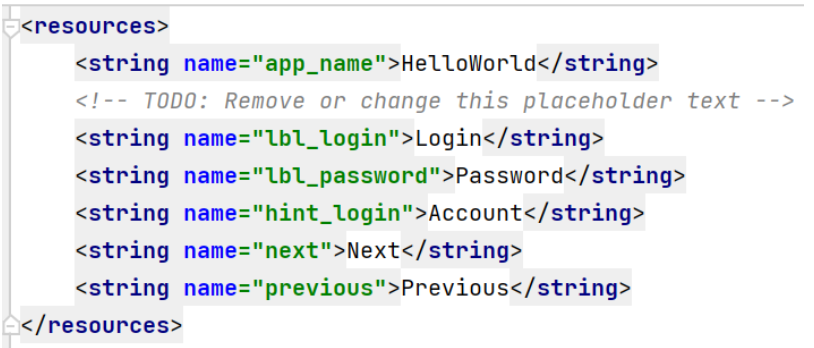 <resources>
    <string name="app_name">HelloWorld</string>
    <!-- TODO: Remove or change this placeholder text -->
    <string name="lbl_login">Login</string>
    <string name="lbl_password">Password</string>
    <string name="hint_login">Account</string>
    <string name="next">Next</string>
    <string name="previous">Previous</string>
</resources>